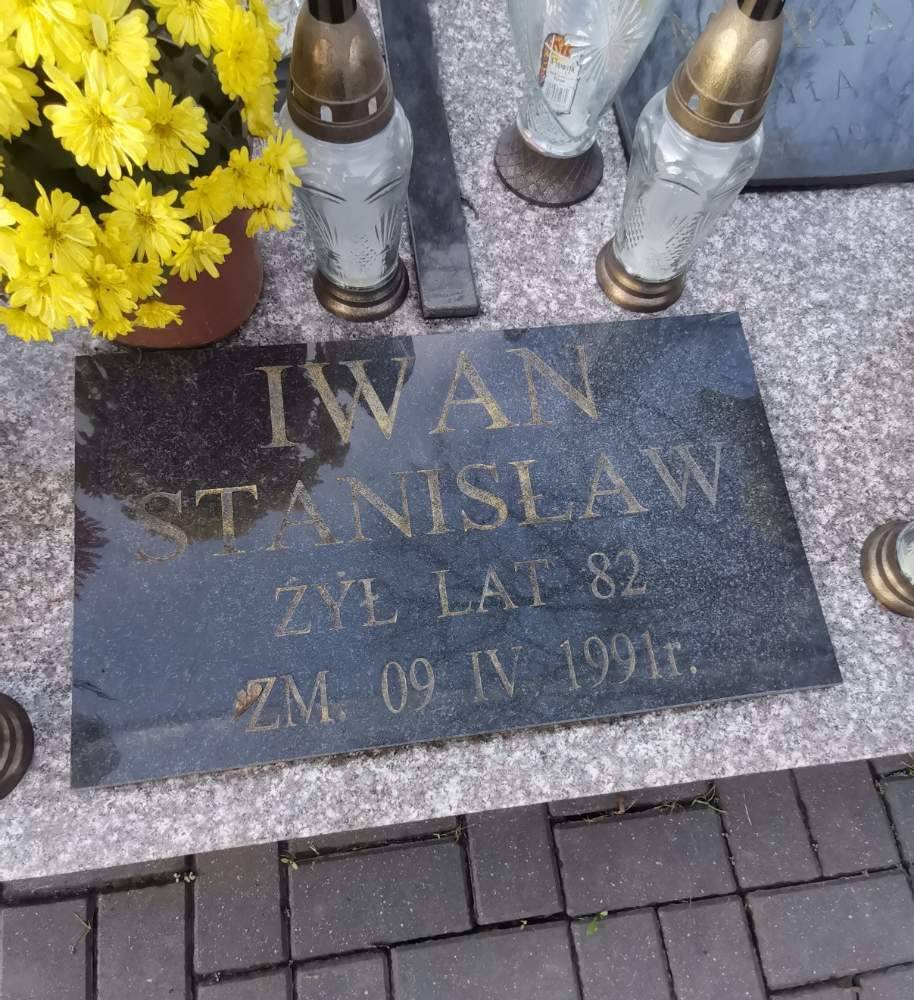 IWAN
STANISŁAW
ŻYŁ LAT 82
ZM. 09 IV 1991r.